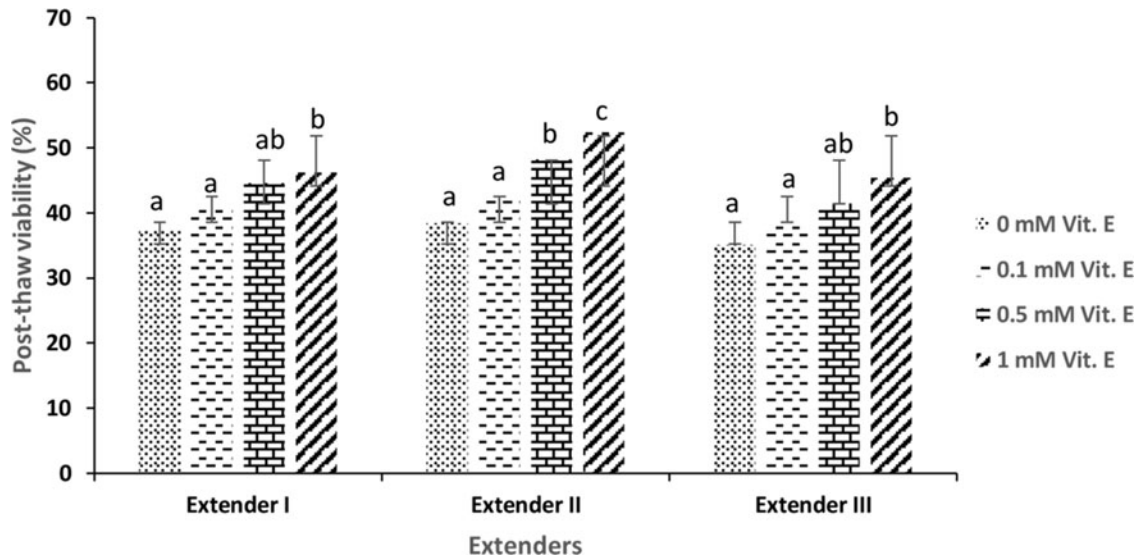 70
60
50
40
30
20
10
0
Post-thaw viability (%)
a a ab b
a a b c
a a ab b
Extender I Extender II Extender III
Extenders
0 mM Vit. E
0.1 mM Vit. E
0.5 mM Vit. E
1 mM Vit. E